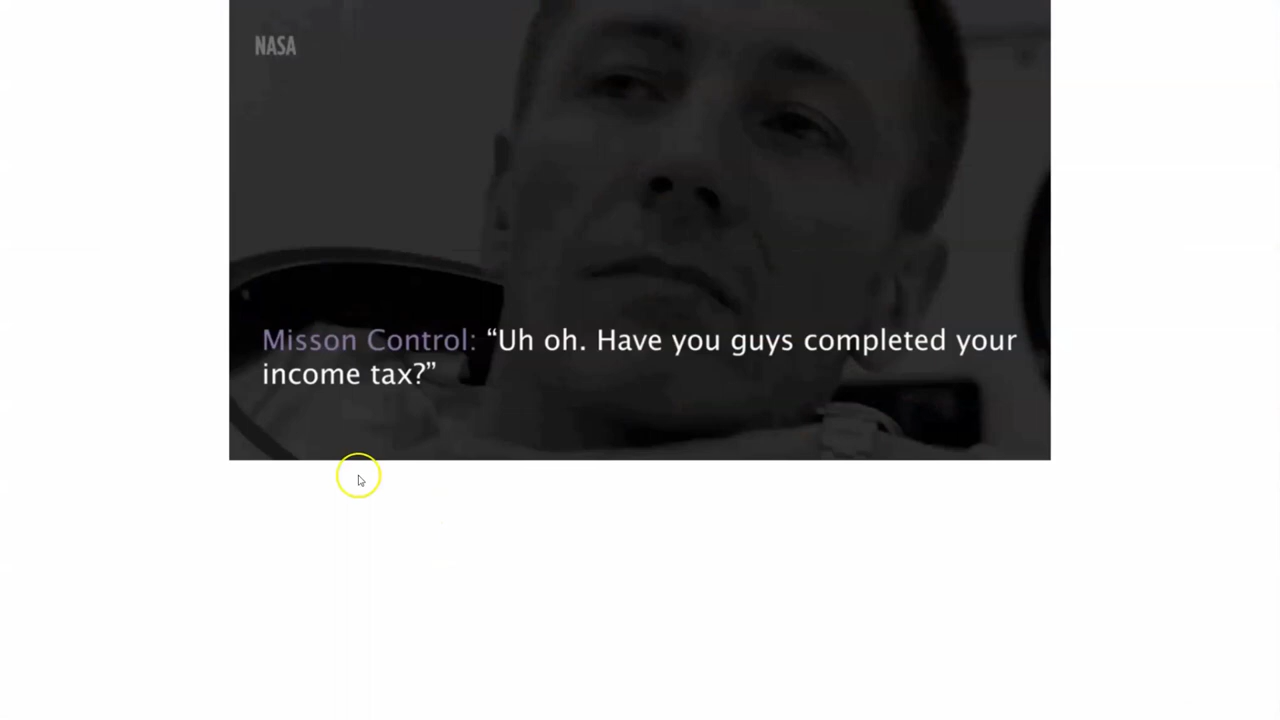 NASA
Misson Control: “Uh oh. Have you guys completed your
income tax?”